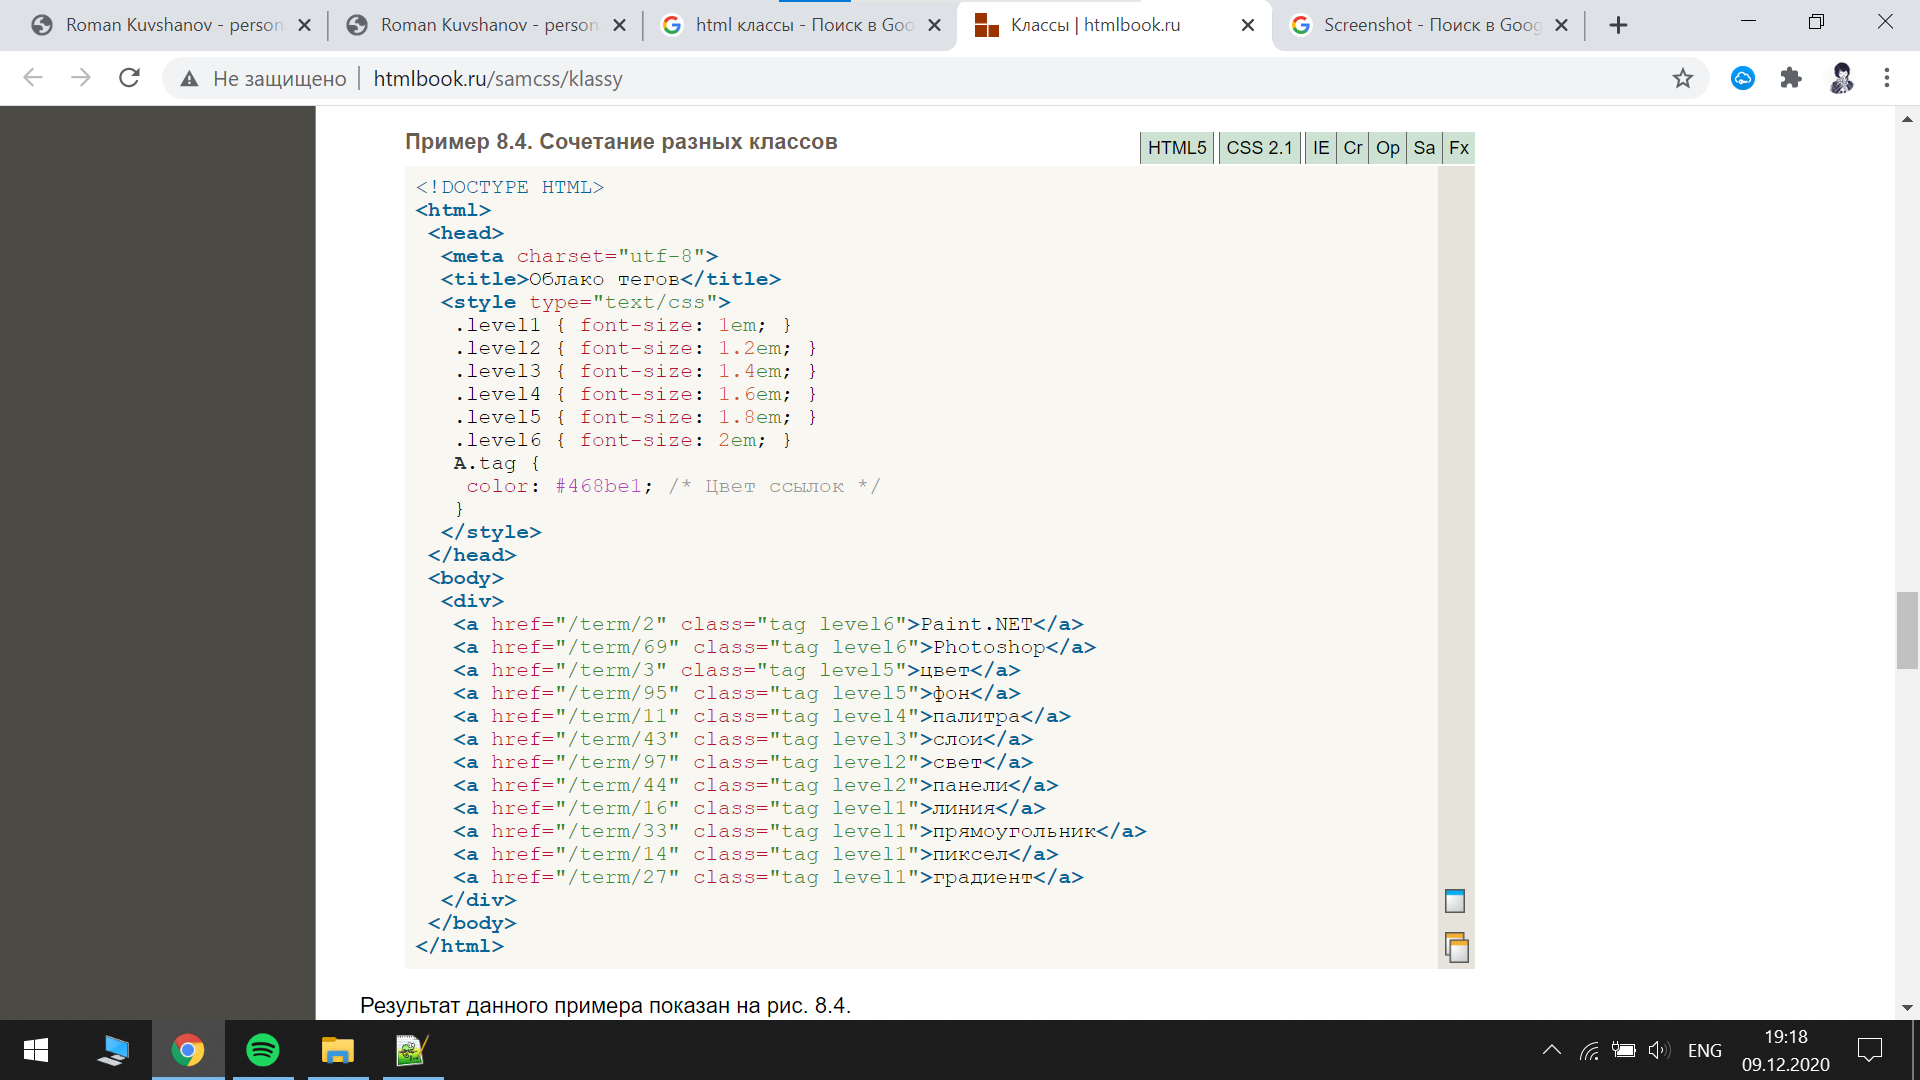 Roman Kuvshanov - person
Roman Kuvshanov - person
html классы - Поиск в Goo
Классы | htmlbook.ru
Screenshot - Поиск в Goog
Не защищено
htmlbook.ru/samcss/klassy
Пример 8.4. Сочетание разных классов
HTML5 CSS 2.1 IE Cr Op Sa Fx
<!DOCTYPE HTML>
<html>
<head>
<meta charset="utf-8">
<title>Облако тегов</title>
<style type="text/css">
.level1 { font-size: 1em; }
.level2 { font-size: 1.2em; }
.level3 { font-size: 1.4em; }
.level4 { font-size: 1.6em; }
.level5 { font-size: 1.8em; }
.level6 { font-size: 2em; }
A.tag {
color: #468be1; /* Цвет ссылок */
}
</style>
</head>
<body>
<div>
<a href="/term/2" class="tag level6">Paint.NET</a>
<a href="/term/69" class="tag level6">Photoshop</a>
<a href="/term/3" class="tag level5">цвет</a>
<a href="/term/95" class="tag level5">фон</a>
<a href="/term/11" class="tag level4">палитра</a>
<a href="/term/43" class="tag level3">слои</a>
<a href="/term/97" class="tag level2">свет</a>
<a href="/term/44" class="tag level2">панели</a>
<a href="/term/16" class="tag level1">линия</a>
<a href="/term/33" class="tag level1">прямоугольник</a>
<a href="/term/14" class="tag level1">пиксел</a>
<a href="/term/27" class="tag level1">градиент</a>
</div>
</body>
</html>
Результат данного примера показан на рис. 8.4.
ENG
19:18
09.12.2020